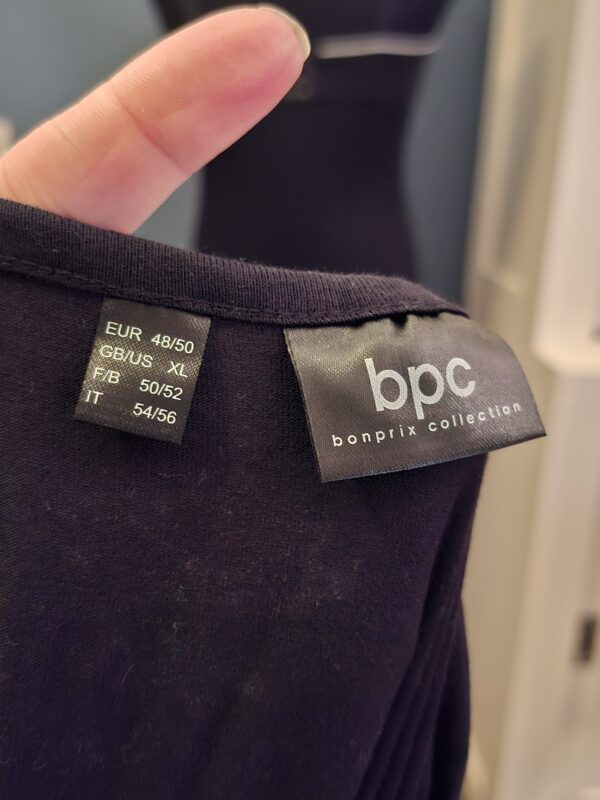 EUR 48/50
GB/US XL
F/B 50/52
IT 54/56
bpc
bonprix collection